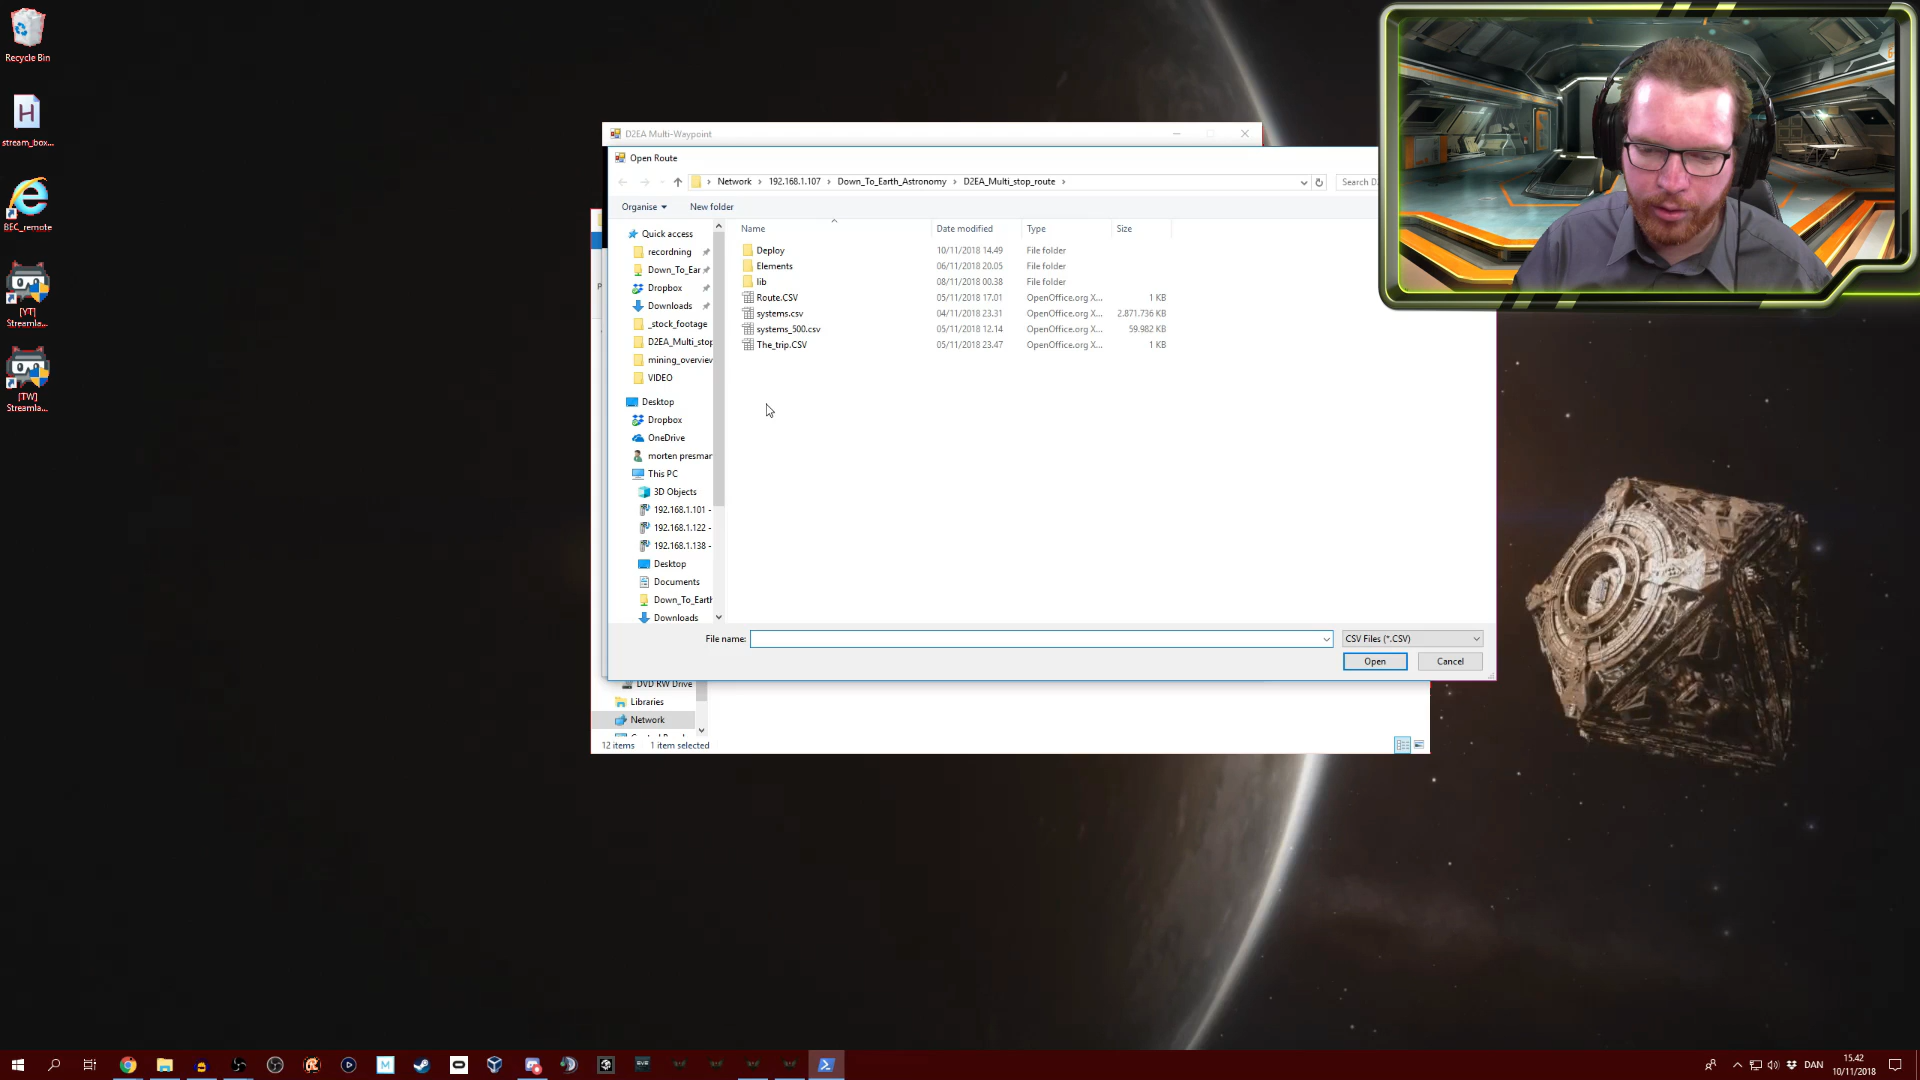 Recycle Bin
stream_box...
BEC_remote
[YT]
Streamla...
[TW]
Streamla...
D2EA Multi-Waypoint
Open Route
Network
192.168.1.107
Down_To_Earth_Astronomy
D2EA_Multi_stop_route
Search D...
Organise
New folder
Name
Date modified
Type
Size
Quick access
recordning
Down_To_Ear
Dropbox
Downloads
_stock_footage
D2EA_Multi_stop
mining_overview
VIDEO
Desktop
Dropbox
OneDrive
morten presman
This PC
3D Objects
192.168.1.101 -
192.168.1.122 -
192.168.1.138 -
Desktop
Documents
Down_To_Earth
Downloads
Deploy 10/11/2018 14.49 File folder
Elements 06/11/2018 20.05 File folder
lib 08/11/2018 00.38 File folder
Route.CSV 05/11/2018 17.01 OpenOffice.org X... 1 KB
systems.csv 04/11/2018 23.31 OpenOffice.org X... 2.871.736 KB
systems_500.csv 05/11/2018 12.14 OpenOffice.org X... 59.982 KB
The_trip.CSV 05/11/2018 23.47 OpenOffice.org X... 1 KB
File name:
CSV Files (*.CSV)
Open
Cancel
DVD RW Drive
Libraries
Network
12 items
1 item selected
DAN
15.42
10/11/2018